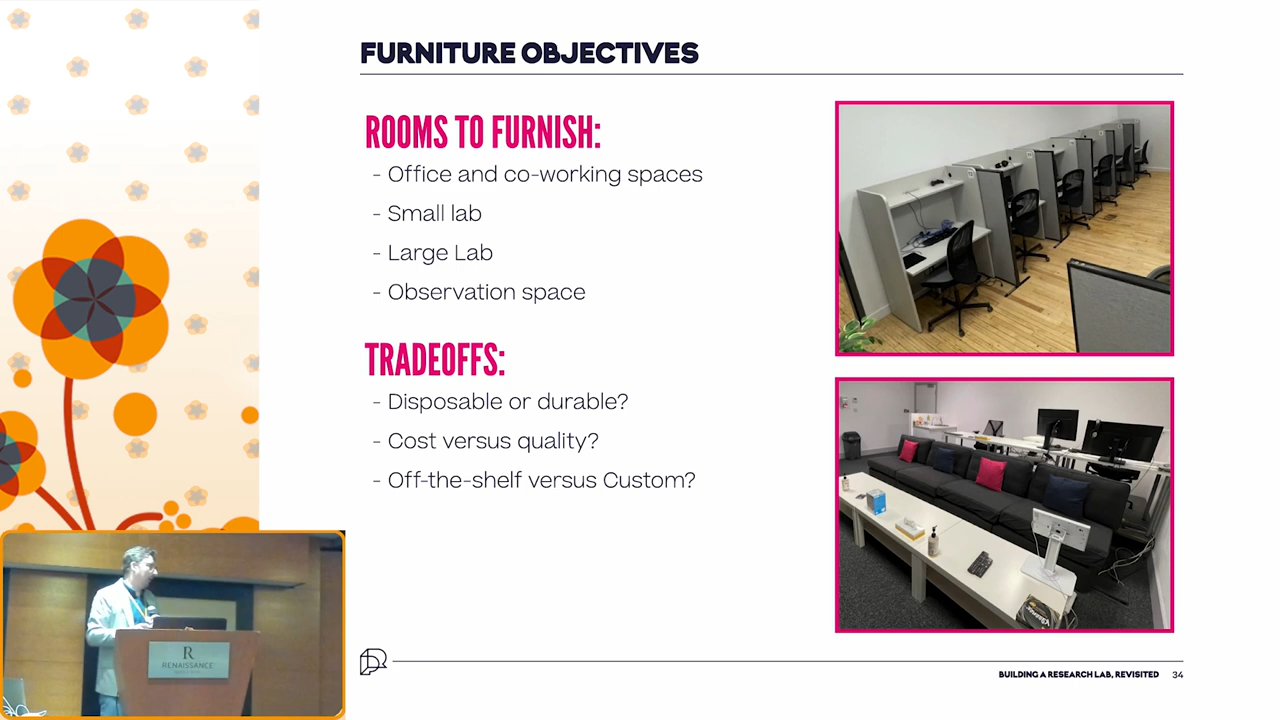 FURNITURE OBJECTIVES
ROOMS TO FURNISH:
- Office and co-working spaces
- Small lab
- Large Lab
- Observation space
TRADEOFFS:
- Disposable or durable?
- Cost versus quality?
- Off-the-shelf versus Custom?
R
RENAISSANCE
BUILDING A RESEARCH LAB, REVISITED 34